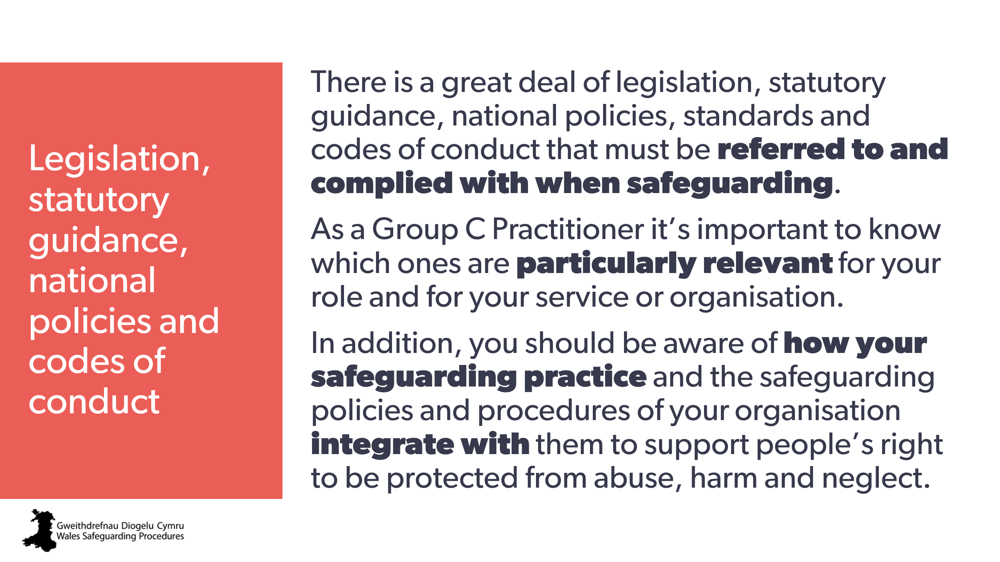 Legislation,
statutory
guidance,
national
policies and
codes of
conduct
There is a great deal of legislation, statutory
guidance, national policies, standards and
codes of conduct that must be referred to and
complied with when safeguarding.
As a Group C Practitioner it’s important to know
which ones are particularly relevant for your
role and for your service or organisation.
In addition, you should be aware of how your
safeguarding practice and the safeguarding
policies and procedures of your organisation
integrate with them to support people’s right
to be protected from abuse, harm and neglect.
Gweithdrefnau Diogelu Cymru
Wales Safeguarding Procedures